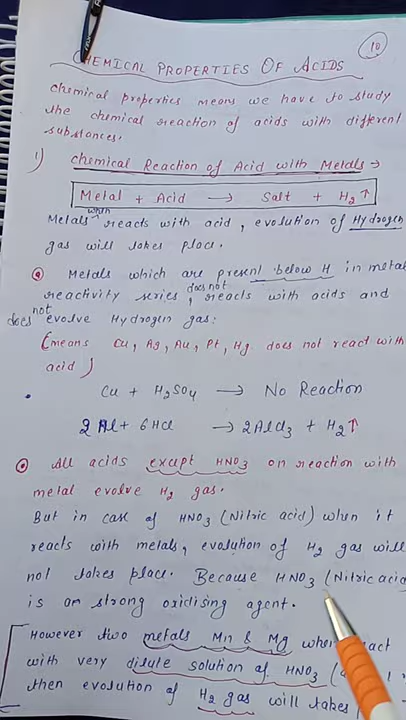 10
CHEMICAL PROPERTIES OF ACIDS
chemical properties means we have to study
the chemical reaction of acids with different
substances.
1) chemical Reaction of Acid with Metals →
Metal + Acid → Salt + H₂↑
Metals when reacts with acid, evolution of Hydrogen
gas will takes place.
Metals which are present below H in metal
reactivity series, does not reacts with acids and
does not evolve Hydrogen gas:
(means Cu, Ag, Au, Pt, Hg does not react with
acid)
Cu + H₂SO₄ → No Reaction
2Al + 6HCl → 2AlCl₃ + H₂↑
All acids except HNO₃ on reaction with
metal evolve H₂ gas.
But in case of HNO₃ (Nitric acid) when it
reacts with metals, evolution of H₂ gas will
not takes place. Because HNO₃ (Nitric acid
is an strong oxidising agent.
However two metals Mn & Mg when
with very dilute solution of HNO₃
then evolution of H₂ gas will takes